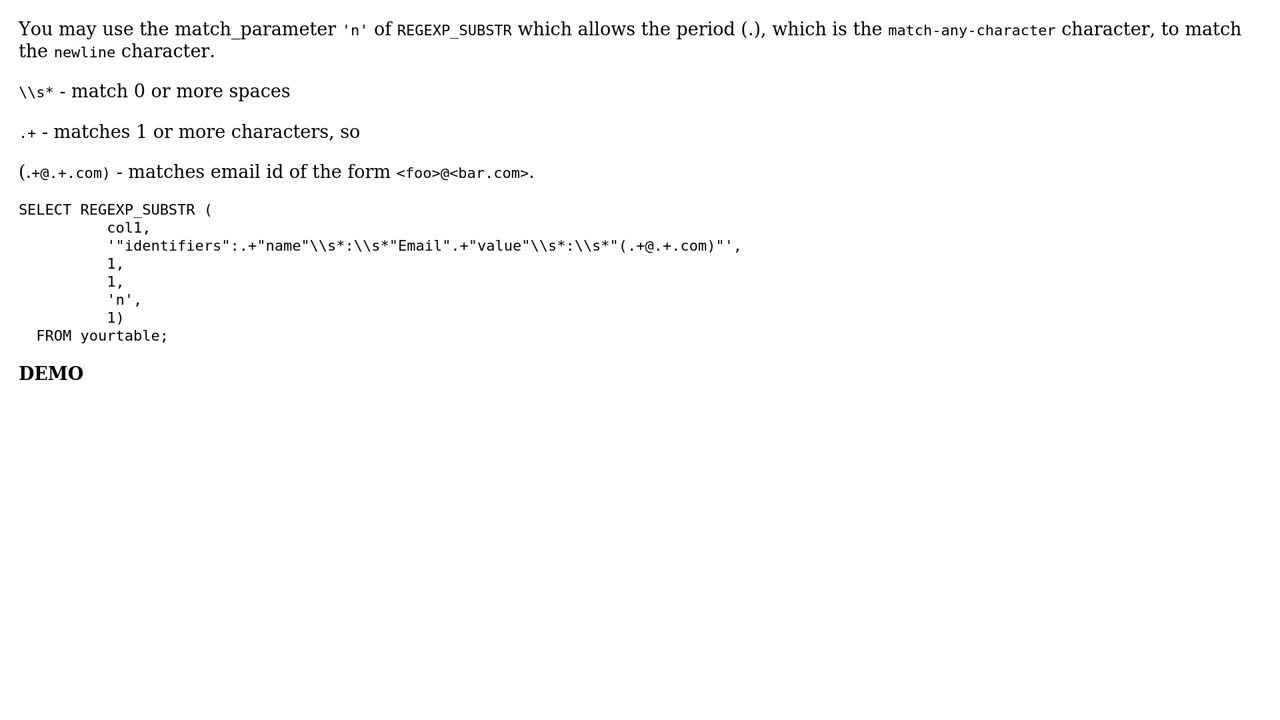 You may use the match_parameter 'n' of REGEXP_SUBSTR which allows the period (.), which is the match-any-character character, to match
the newline character.
\\s* - match 0 or more spaces
.+ - matches 1 or more characters, so
(.+@.+.com) - matches email id of the form <foo>@<bar.com>.
SELECT REGEXP_SUBSTR (
          col1,
          '"identifiers":.+"name"\\s*:\\s*"Email".+"value"\\s*:\\s*"(.+@.+.com)"',
          1,
          1,
          'n',
          1)
  FROM yourtable;
DEMO